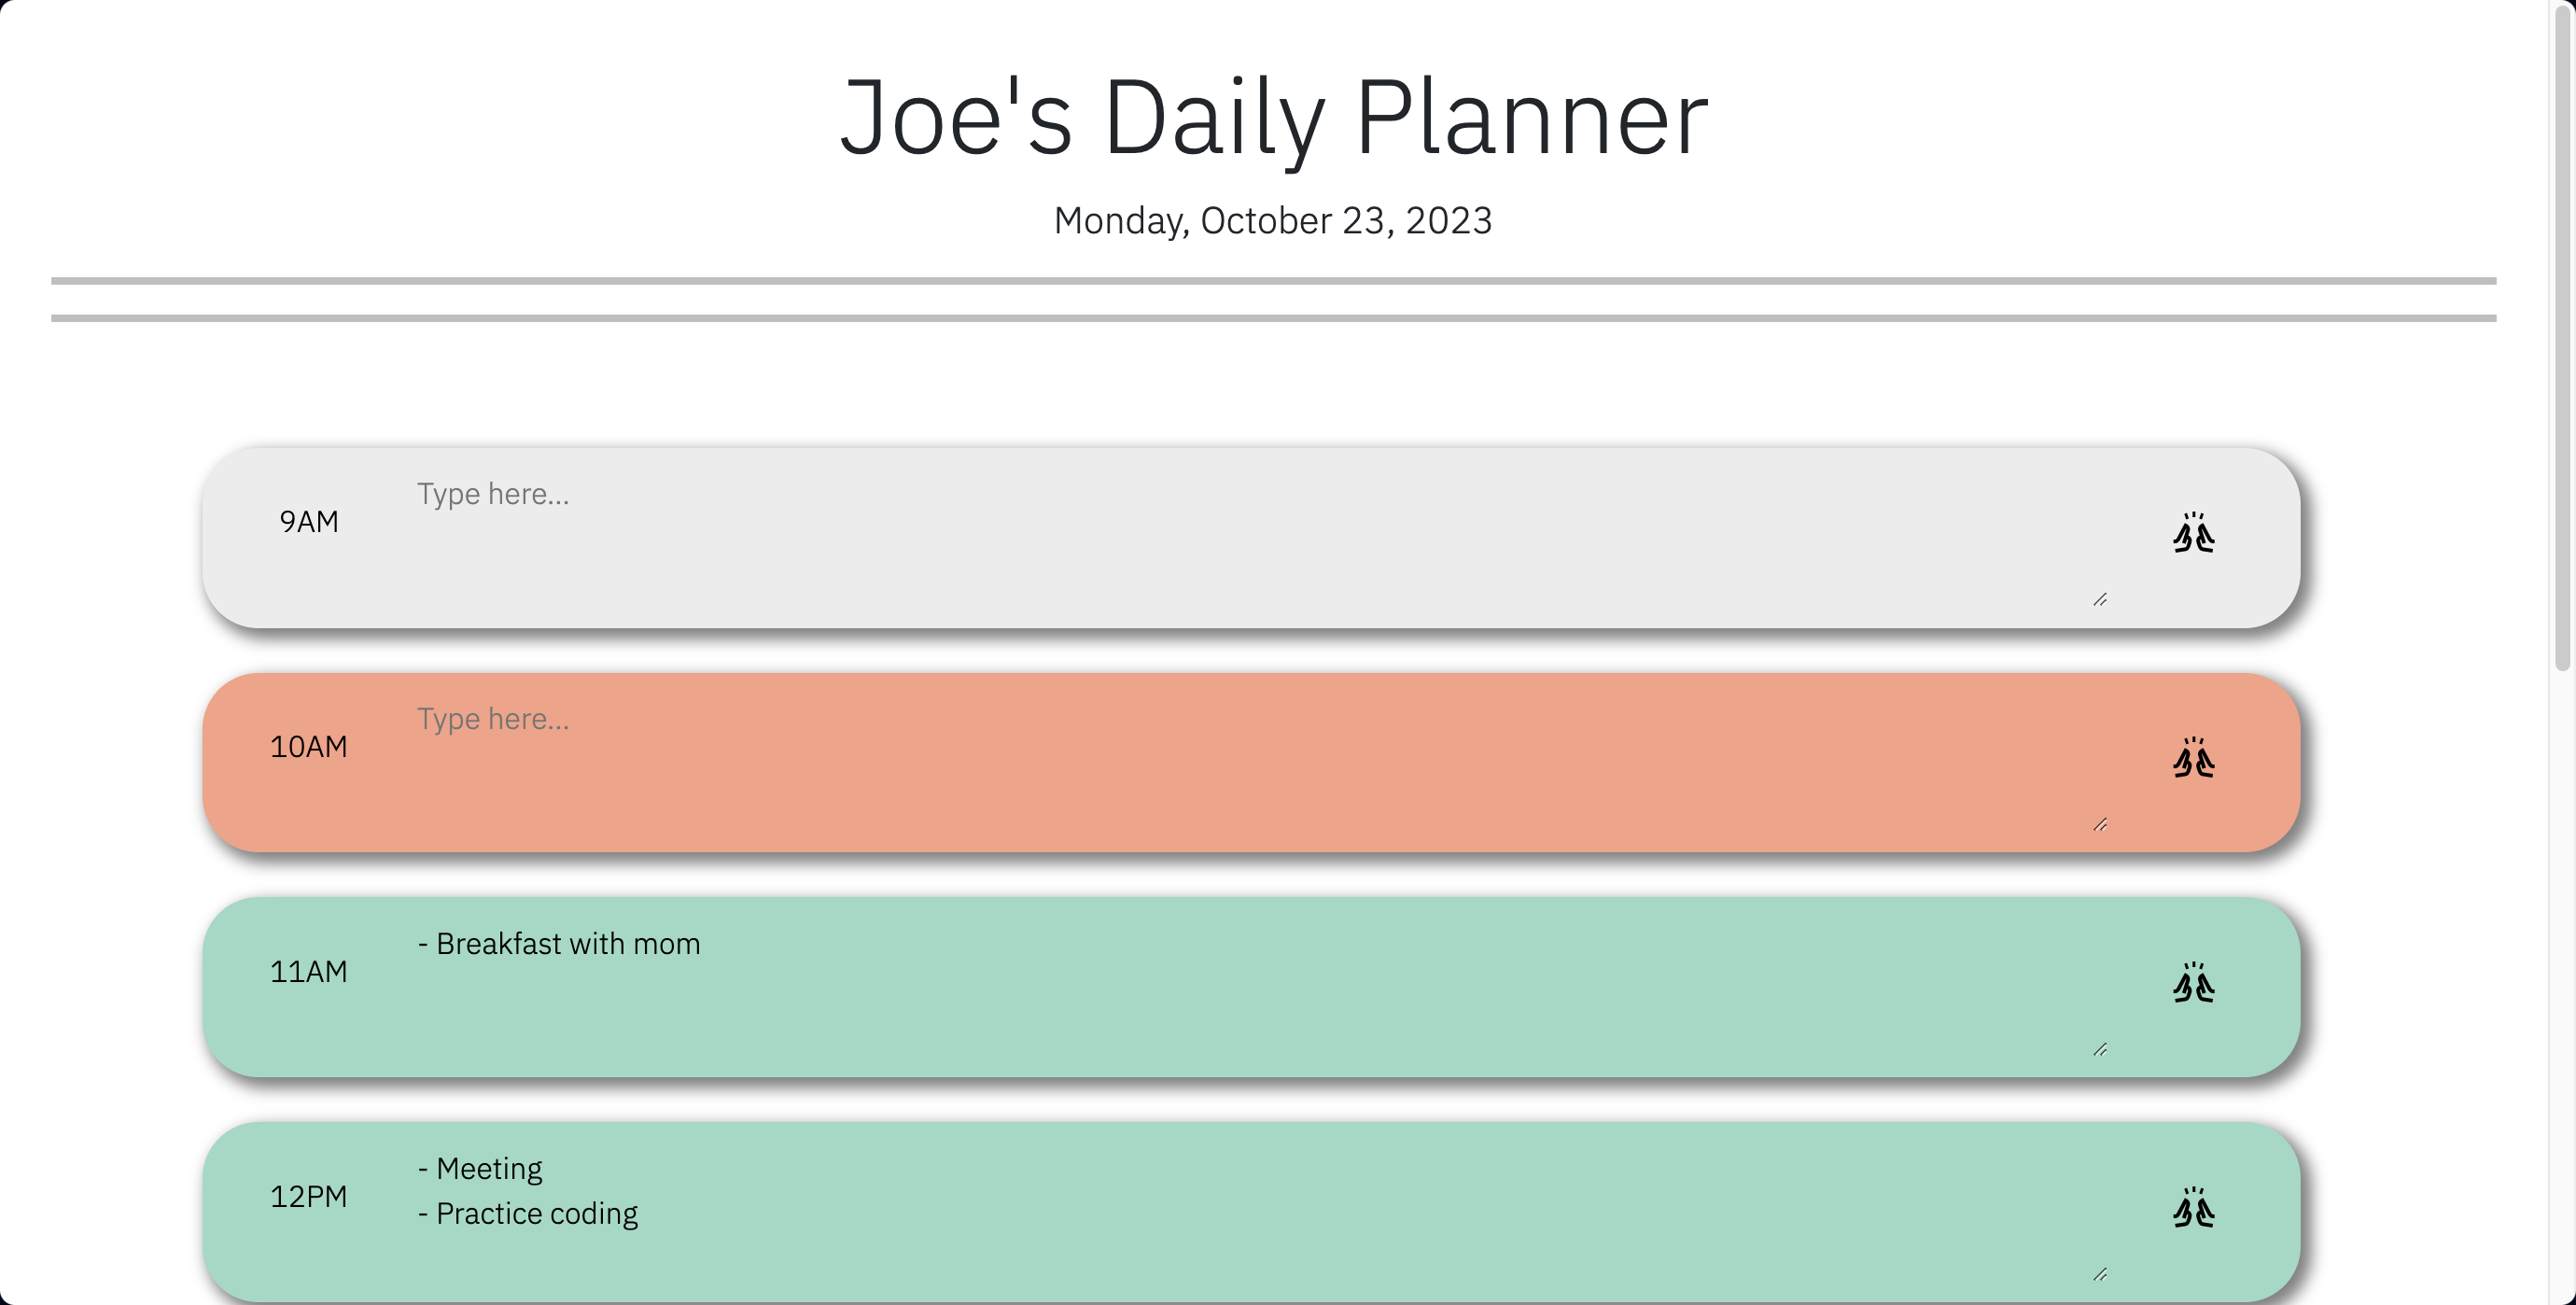 Joe's Daily Planner
Monday, October 23, 2023
9AM
Type here...
10AM
Type here...
11AM
- Breakfast with mom
12PM
- Meeting
- Practice coding